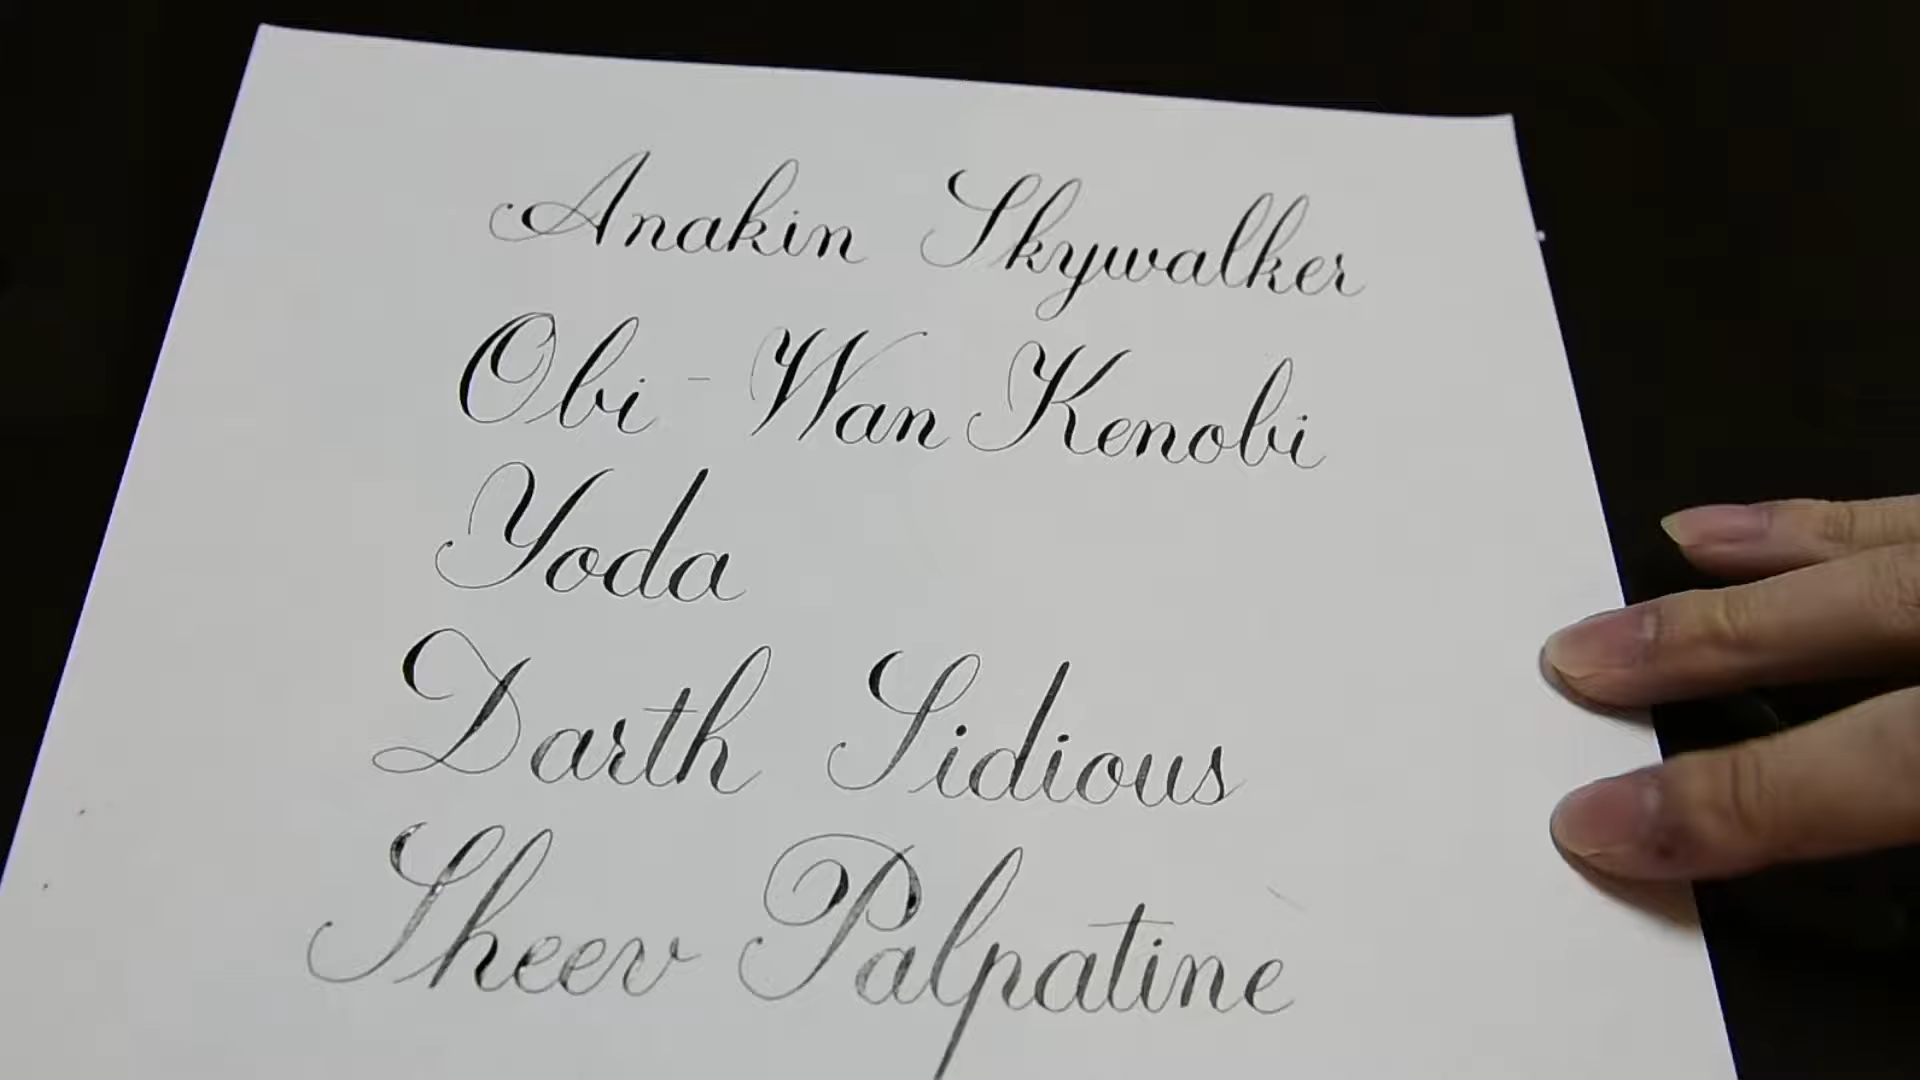 Anakin Skywalker
Obi - Wan Kenobi
Yoda
Darth Sidious
Sheev Palpatine